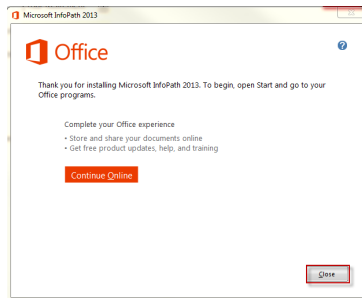 Microsoft InfoPath 2013
Office
Thank you for installing Microsoft InfoPath 2013. To begin, open Start and go to your
Office programs.
Complete your Office experience
• Store and share your documents online
• Get free product updates, help, and training
Continue Online
Close